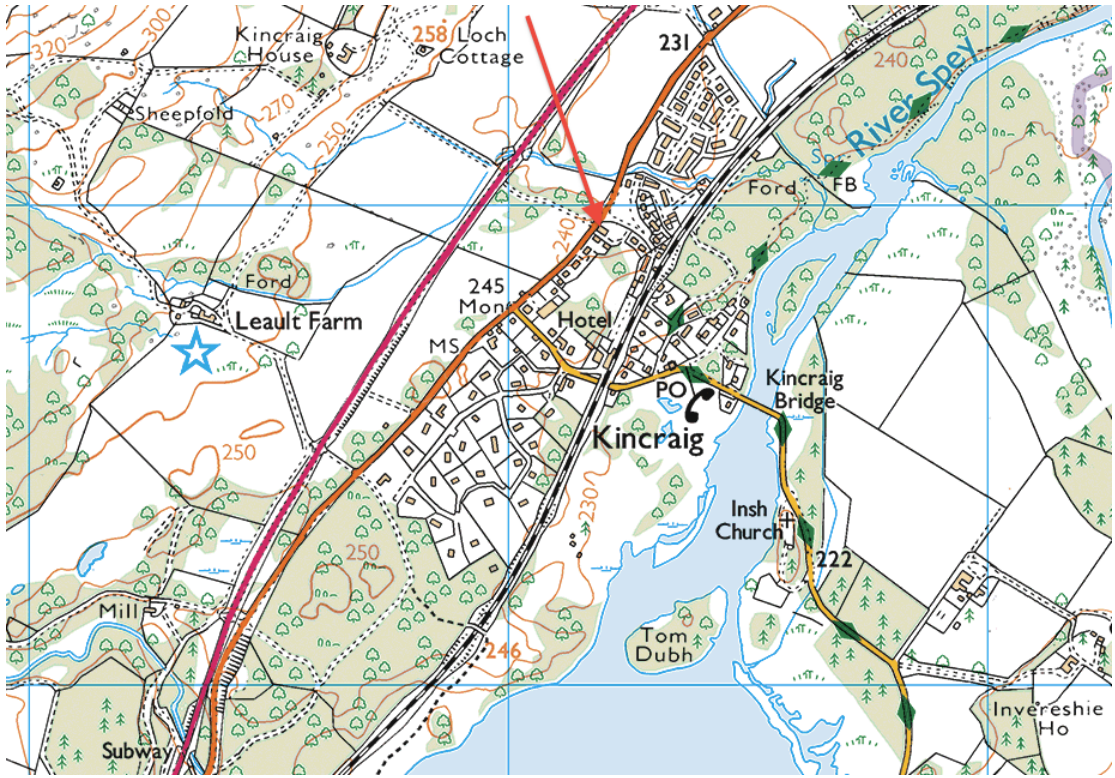 320
300
Kincraig
House
258
Loch
Cottage
231
240
River Spey
Sheepfold
270
250
Sp
FB
Ford
240
Ford
245
Mon
Hotel
Leault Farm
MS
PO
Kincraig
Bridge
Kincraig
250
230
Insh
Church
222
250
Mill
Tom
Dubh
246
Invereshie
Ho
Subway